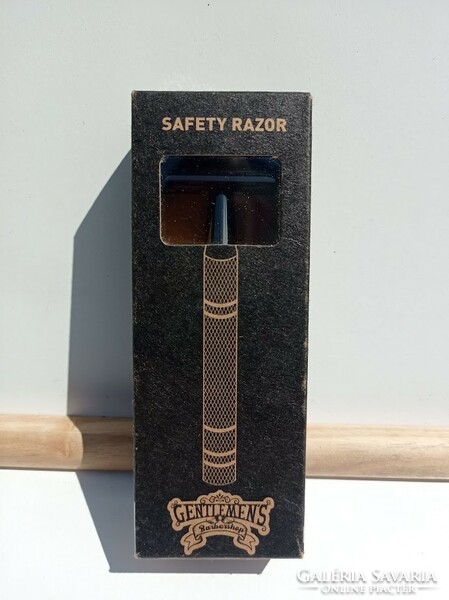 SAFETY RAZOR
GENTLEMEN'S
Barbershop
GALÉRIA SAVARIA
ONLINE PIACTÉR